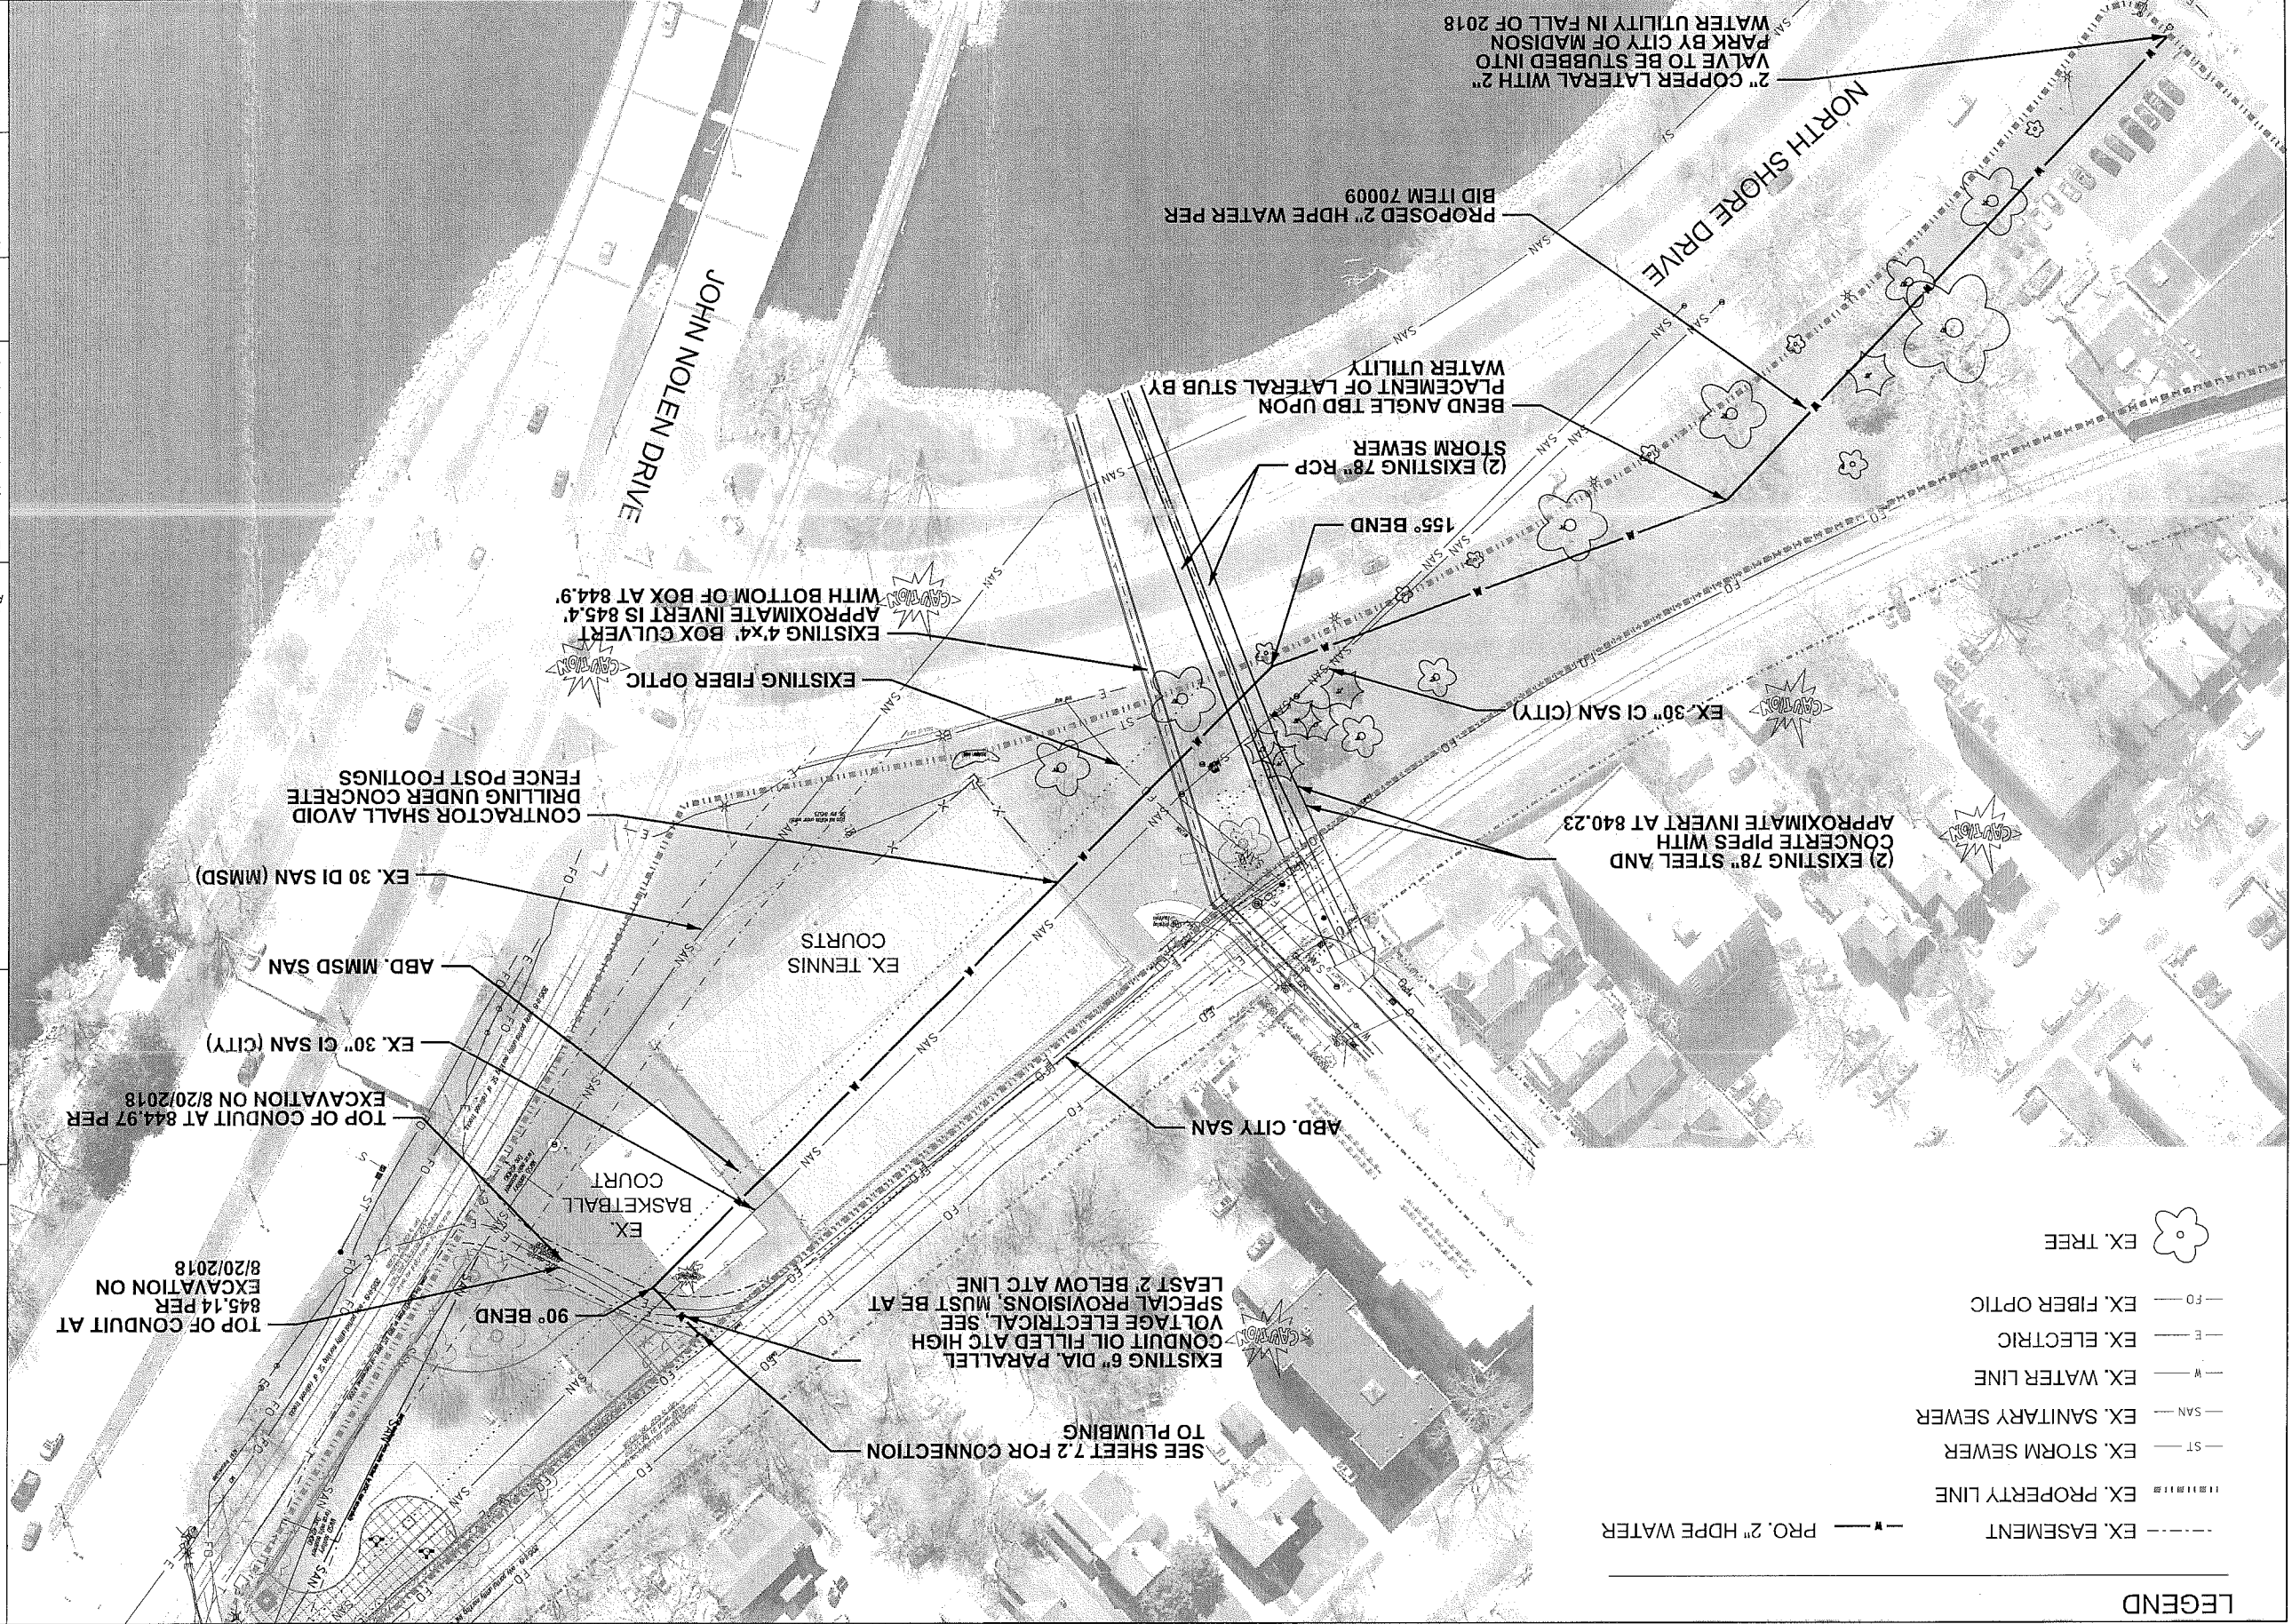 LEGEND
EX. EASEMENT
PRO. 2" HDPE WATER
EX. PROPERTY LINE
EX. STORM SEWER
EX. SANITARY SEWER
EX. WATER LINE
EX. ELECTRIC
EX. FIBER OPTIC
EX. TREE
SEE SHEET 7.2 FOR CONNECTION
TO PLUMBING
CAUTION
EXISTING 6" DIA. PARALLEL
CONDUIT OIL FILLED ATC HIGH
VOLTAGE ELECTRICAL, SEE
SPECIAL PROVISIONS, MUST BE AT
LEAST 2' BELOW ATC LINE
90° BEND
TOP OF CONDUIT AT
845.14 PER
EXCAVATION ON
8/20/2018
EX.
BASKETBALL
COURT
ABD. CITY SAN
TOP OF CONDUIT AT 844.97 PER
EXCAVATION ON 8/20/2018
EX. 30" CI SAN (CITY)
ABD. MMSD SAN
EX. TENNIS
COURTS
EX. 30 DI SAN (MMSD)
(2) EXISTING 78" STEEL AND
CONCERTE PIPES WITH
APPROXIMATE INVERT AT 840.23
CAUTION
CONTRACTOR SHALL AVOID
DRILLING UNDER CONCRETE
FENCE POST FOOTINGS
EX. 30" CI SAN (CITY)
CAUTION
EXISTING FIBER OPTIC
CAUTION
EXISTING 4'x4' BOX CULVERT
APPROXIMATE INVERT IS 845.4'
WITH BOTTOM OF BOX AT 844.9'
CAUTION
155° BEND
(2) EXISTING 78" RCP
STORM SEWER
BEND ANGLE TBD UPON
PLACEMENT OF LATERAL STUB BY
WATER UTILITY
JOHN NOLEN DRIVE
PROPOSED 2" HDPE WATER PER
BID ITEM 70009
NORTH SHORE DRIVE
2" COPPER LATERAL WITH 2"
VALVE TO BE STUBBED INTO
PARK BY CITY OF MADISON
WATER UTILITY IN FALL OF 2018